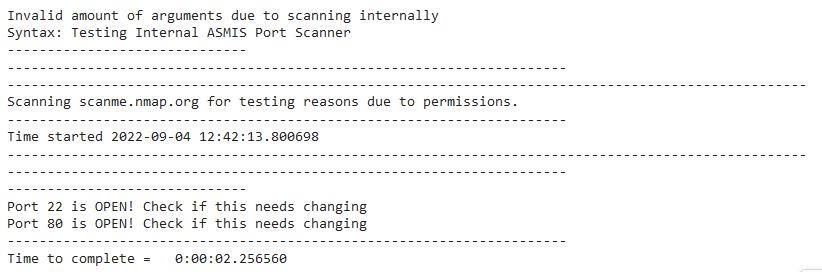 Invalid amount of arguments due to scanning internally
Syntax: Testing Internal ASMIS Port Scanner
------------------------------
----------------------------------------------------------------------
----------------------------------------------------------------------------------------------------
Scanning scanme.nmap.org for testing reasons due to permissions.
----------------------------------------------------------------------
Time started 2022-09-04 12:42:13.800698
----------------------------------------------------------------------------------------------------
----------------------------------------------------------------------
------------------------------
Port 22 is OPEN! Check if this needs changing
Port 80 is OPEN! Check if this needs changing
----------------------------------------------------------------------
Time to complete =   0:00:02.256560